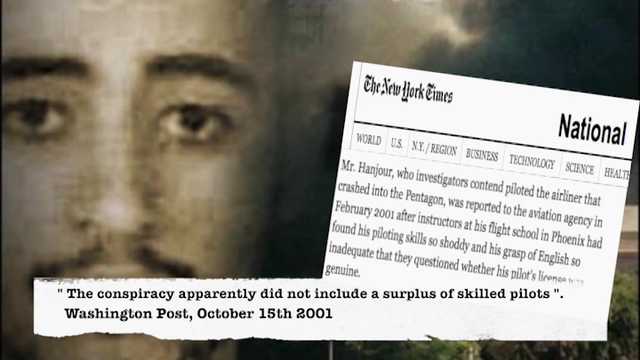 The New York Times
National
WORLD U.S. N.Y. / REGION BUSINESS TECHNOLOGY SCIENCE HEALTH
Mr. Hanjour, who investigators contend piloted the airliner that
crashed into the Pentagon, was reported to the aviation agency in
February 2001 after instructors at his flight school in Phoenix had
found his piloting skills so shoddy and his grasp of English so
inadequate that they questioned whether his pilot's license was
genuine.
" The conspiracy apparently did not include a surplus of skilled pilots ".
Washington Post, October 15th 2001